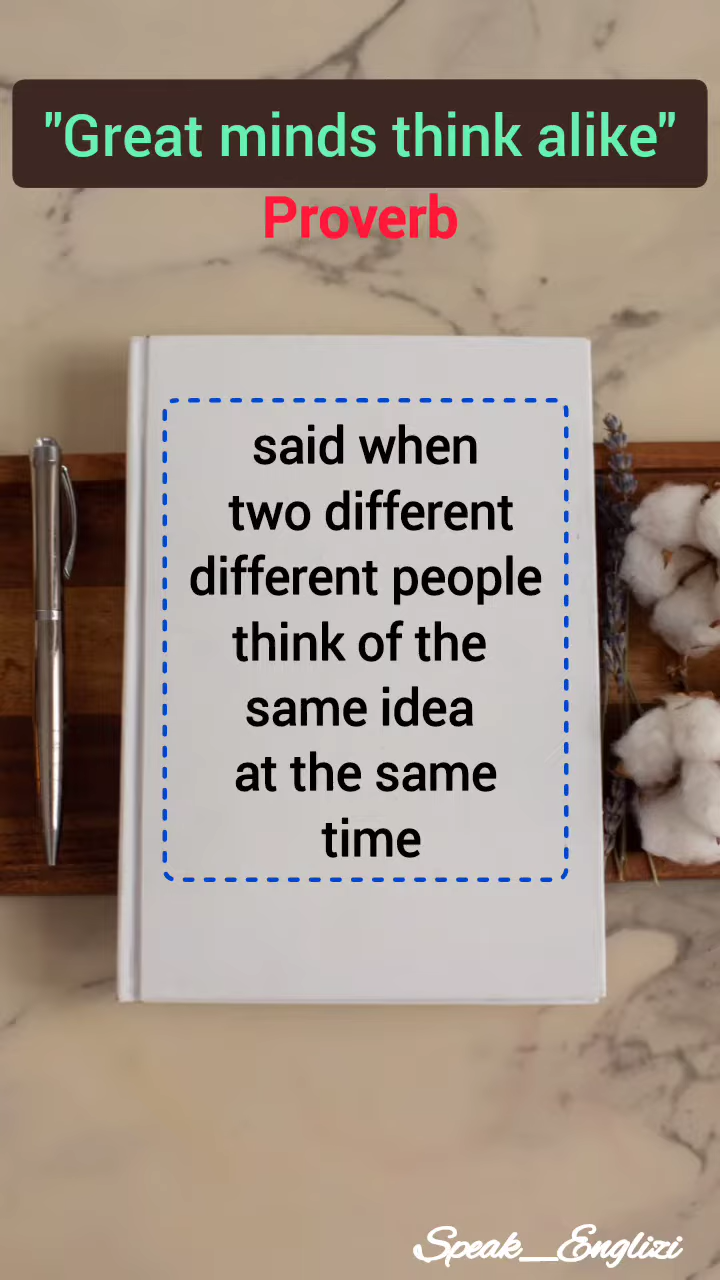 "Great minds think alike"
Proverb
said when
two different
different people
think of the
same idea
at the same
time
Speak__Englizi